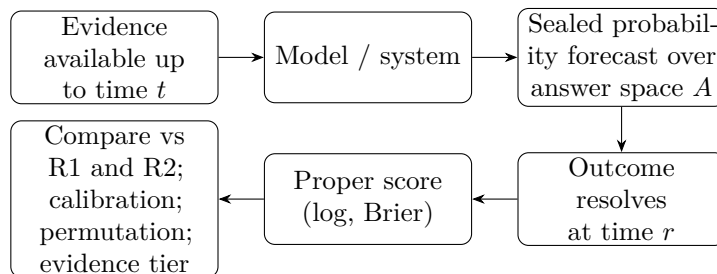 Evidence
available up
to time t
Model / system
Sealed probabil-
ity forecast over
answer space A
Compare vs
R1 and R2;
calibration;
permutation;
evidence tier
Proper score
(log, Brier)
Outcome
resolves
at time r